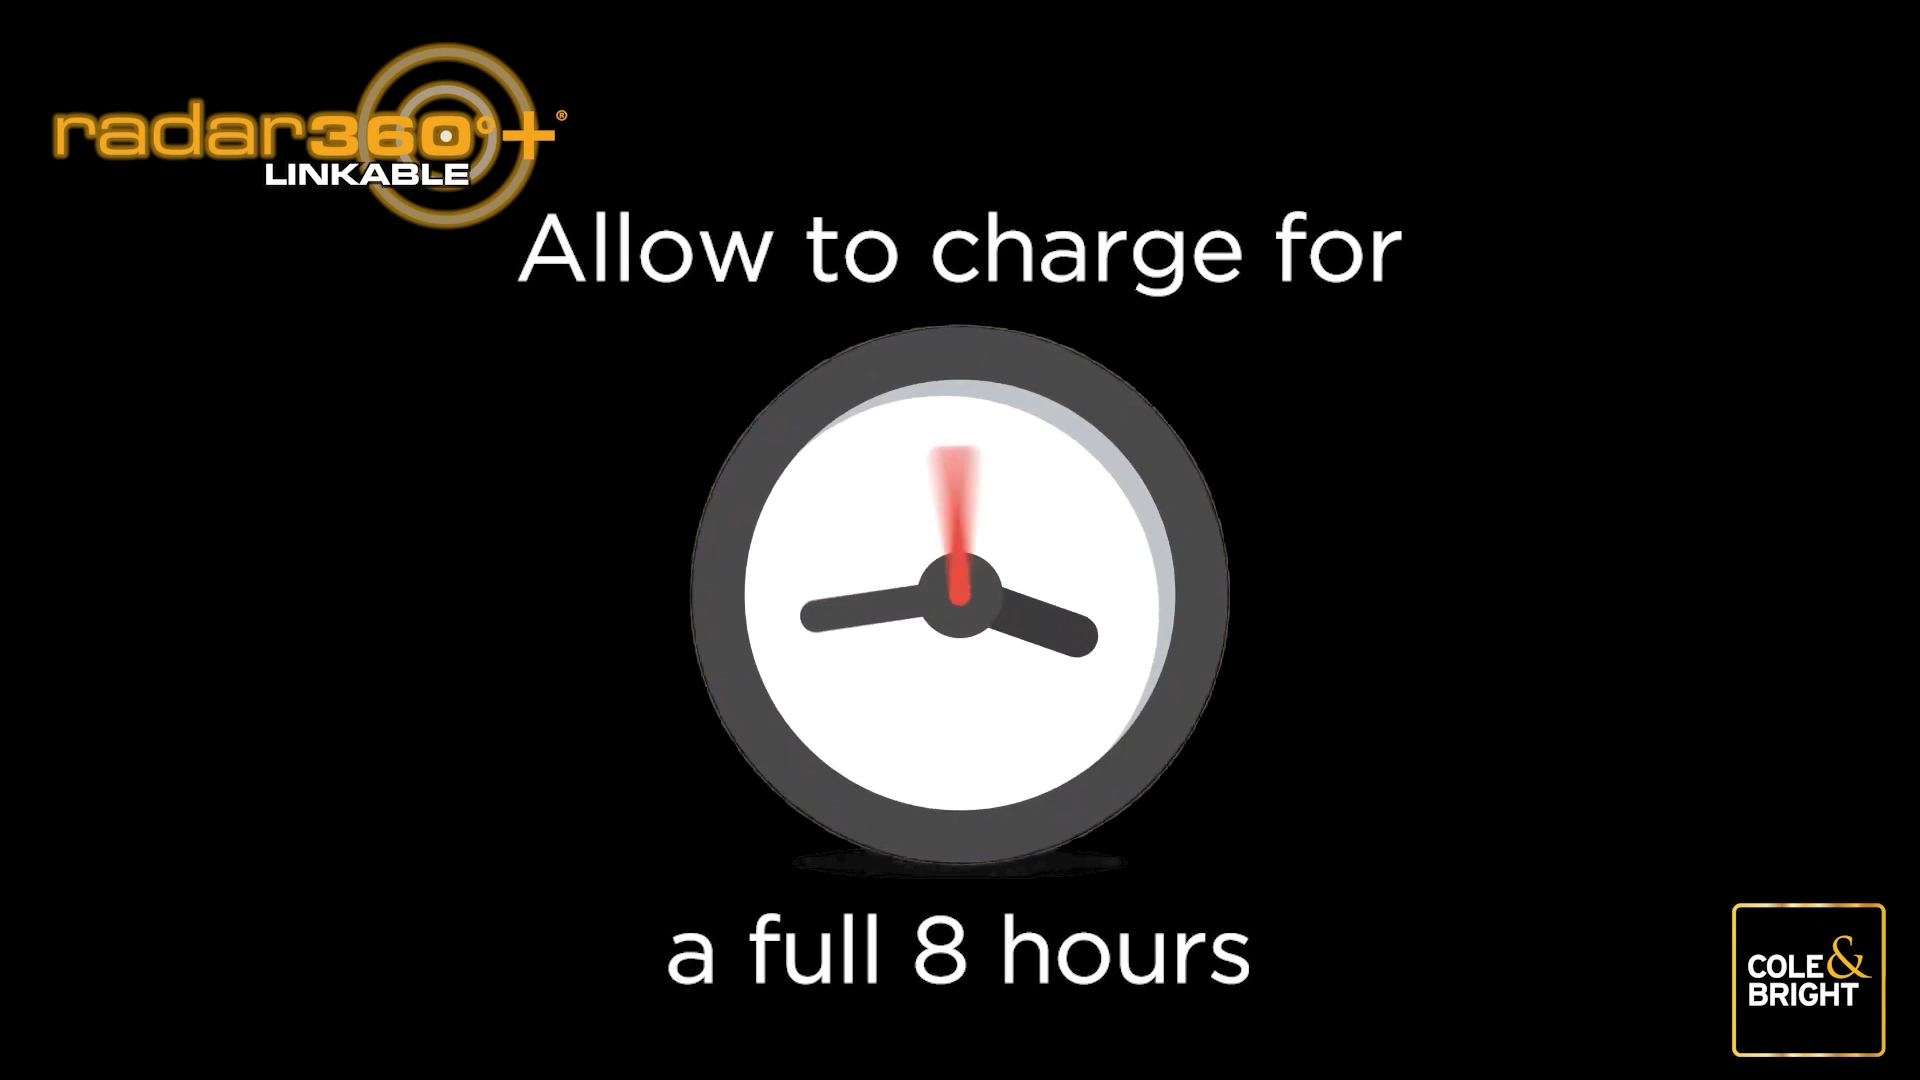 radar360°+®
LINKABLE
Allow to charge for
a full 8 hours
COLE &
BRIGHT